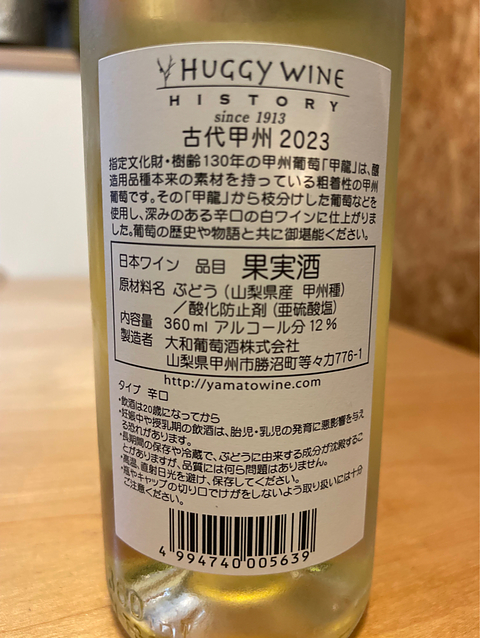 HUGGY WINE
HISTORY
since 1913
古代甲州 2023
指定文化財・樹齢130年の甲州葡萄「甲龍」は、醸
造用品種本来の素材を持っている粗着性の甲州
葡萄です。その「甲龍」から枝分けした葡萄などを
使用し、深みのある辛口の白ワインに仕上がりま
した。葡萄の歴史や物語と共に御堪能ください。
日本ワイン 品目 果実酒
原材料名 ぶどう(山梨県産 甲州種)
/酸化防止剤(亜硫酸塩)
内容量 360ml アルコール分12%
製造者 大和葡萄酒株式会社
山梨県甲州市勝沼町等々力776-1
http://yamatowine.com
タイプ 辛口
・飲酒は20歳になってから
・妊娠中や授乳期の飲酒は、胎児・乳児の発育に悪影響を与え
る恐れがあります。
・長期間の保存や冷蔵で、ぶどうに由来する成分が沈殿するこ
とがありますが、品質には何ら問題はありません。
・高温、直射日光を避け、保存してください。
・瓶やキャップの切り口でけがをしないよう取り扱いには十分
ご注意ください。
4 994740 005639